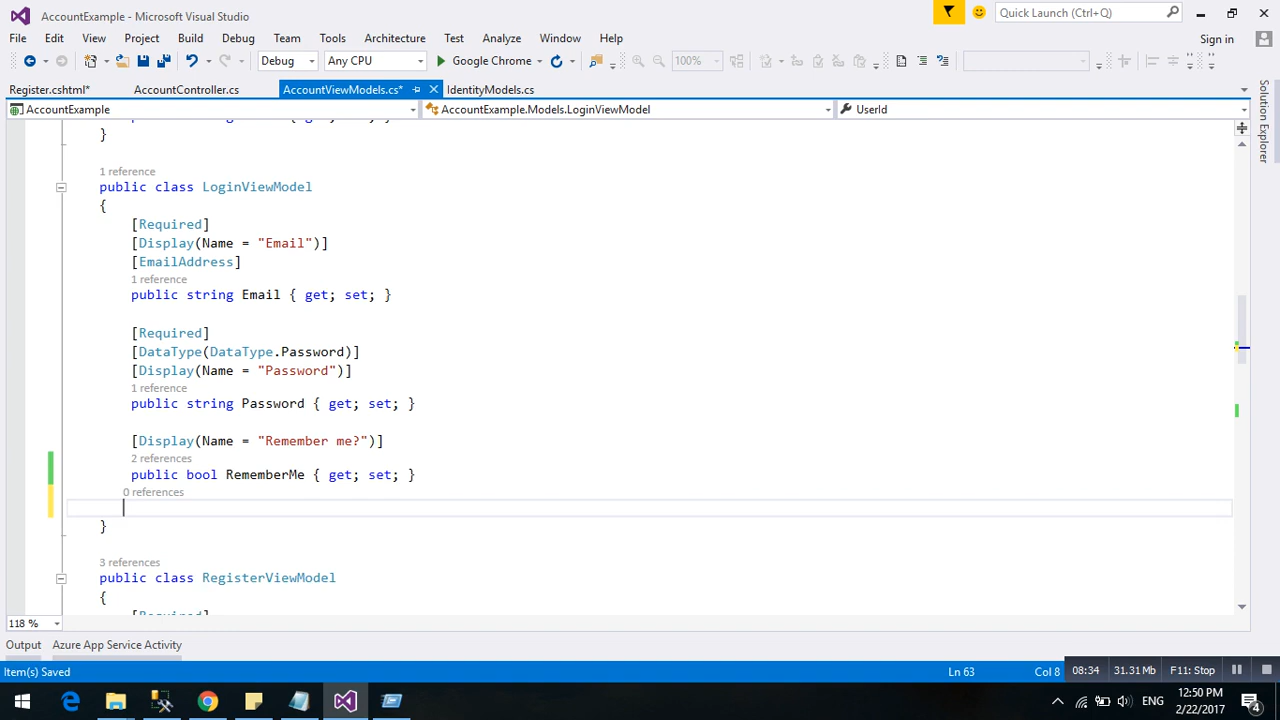 AccountExample - Microsoft Visual Studio
Quick Launch (Ctrl+Q)
File Edit View Project Build Debug Team Tools Architecture Test Analyze Window Help
Sign in
Debug Any CPU Google Chrome 100%
Register.cshtml* AccountController.cs AccountViewModels.cs* IdentityModels.cs
AccountExample AccountExample.Models.LoginViewModel UserId
Solution Explorer
}
1 reference
public class LoginViewModel
{
[Required]
[Display(Name = "Email")]
[EmailAddress]
1 reference
public string Email { get; set; }
[Required]
[DataType(DataType.Password)]
[Display(Name = "Password")]
1 reference
public string Password { get; set; }
[Display(Name = "Remember me?")]
2 references
public bool RememberMe { get; set; }
0 references
}
3 references
public class RegisterViewModel
{
[Required]
118 %
Output Azure App Service Activity
Item(s) Saved Ln 63 Col 8 08:34 31.31 Mb F11: Stop
ENG 12:50 PM
2/22/2017
4